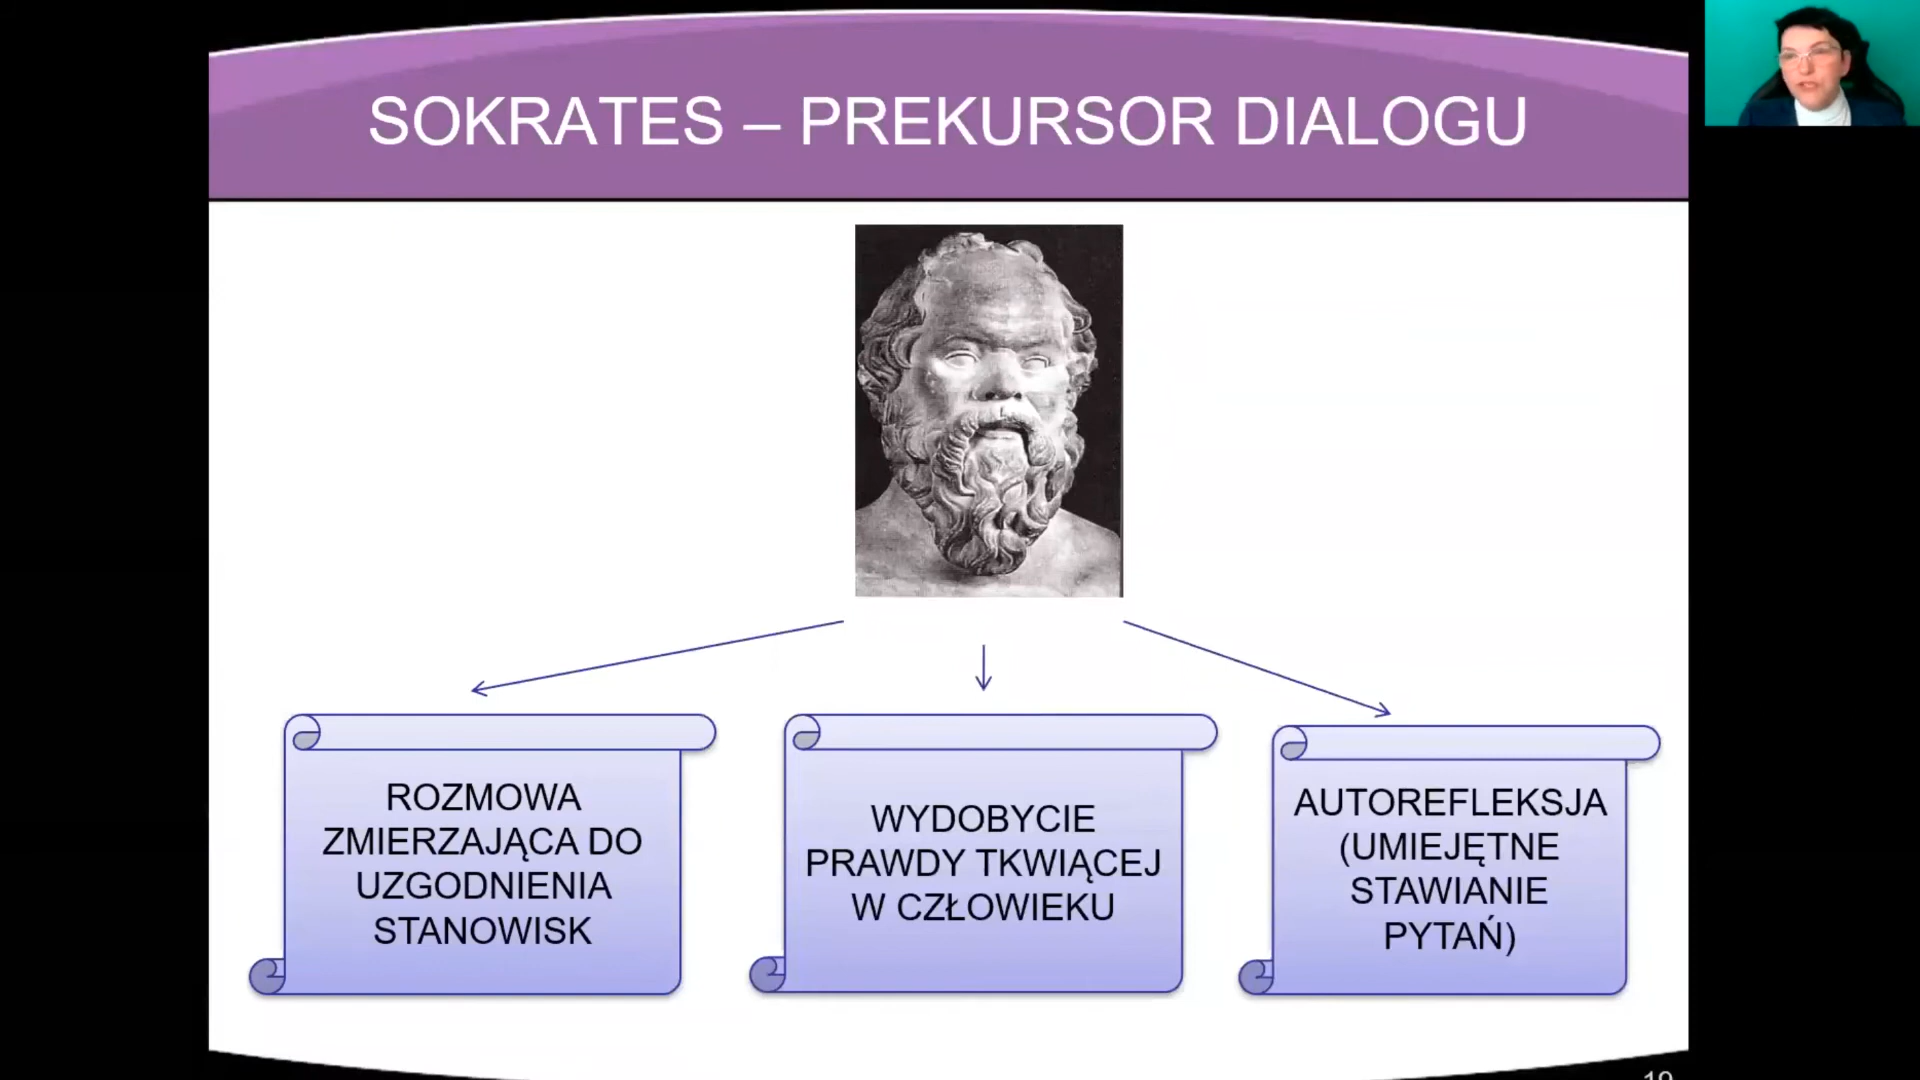 SOKRATES – PREKURSOR DIALOGU
ROZMOWA
ZMIERZAJĄCA DO
UZGODNIENIA
STANOWISK
WYDOBYCIE
PRAWDY TKWIĄCEJ
W CZŁOWIEKU
AUTOREFLEKSJA
(UMIEJĘTNE
STAWIANIE
PYTAŃ)